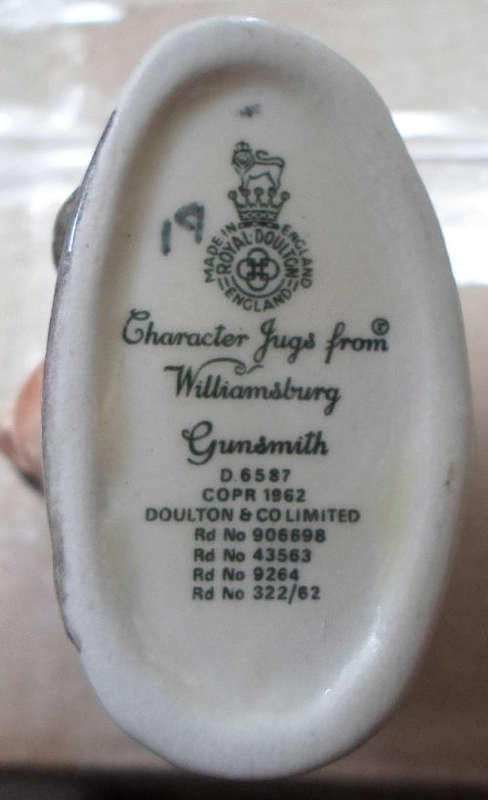 19
MADE IN ENGLAND
ROYAL·DOULTON
ENGLAND
Character Jugs from®
Williamsburg
Gunsmith
D.6587
COPR 1962
DOULTON & CO LIMITED
Rd No 906698
Rd No 43563
Rd No 9264
Rd No 322/62